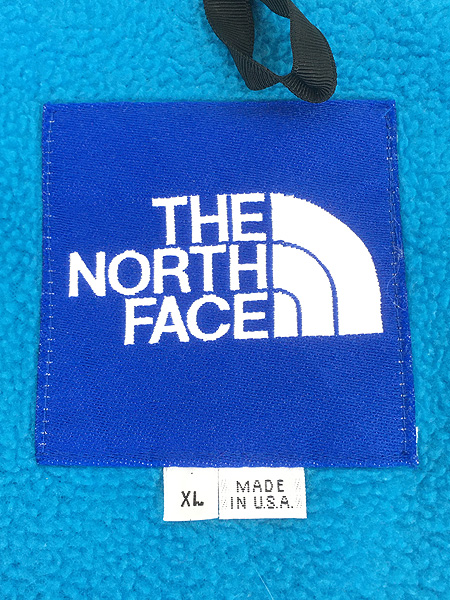 THE
NORTH
FACE
XL
MADE
IN U.S.A.